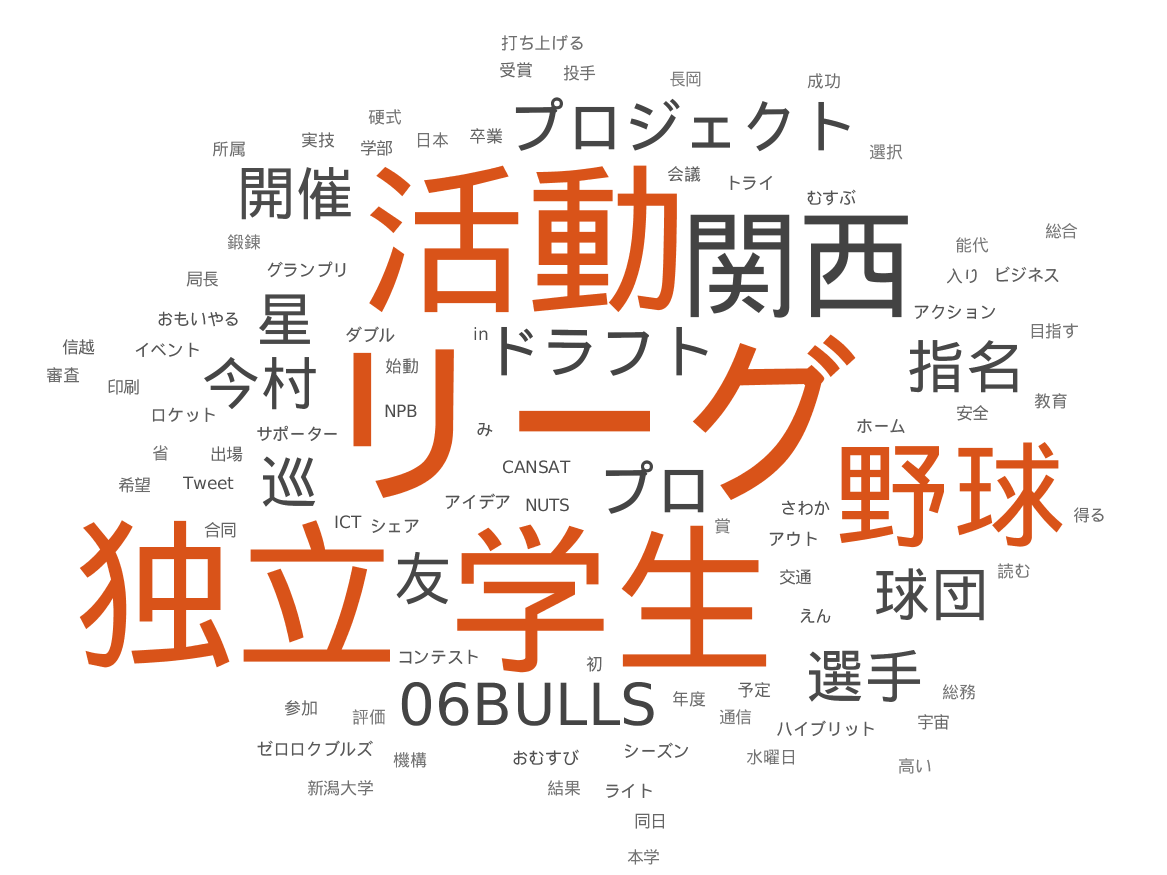 打ち上げる
受賞
投手
長岡
成功
硬式
プロジェクト
実技
学部
日本
卒業
所属
選択
開催
活動
会議
トライ
むすぶ
関西
鍛錬
総合
能代
局長
グランプリ
入り
ビジネス
星
おもいやる
アクション
ダブル
in
ドラフト
目指す
信越
イベント
指名
審査
今村
始動
リーグ
印刷
NPB
教育
ロケット
安全
サポーター
み
ホーム
省
出場
CANSAT
野球
希望
Tweet
巡
アイデア
NUTS
プロ
さわか
得る
合同
ICT
シェア
賞
アウト
独立
友
学生
交通
読む
球団
えん
コンテスト
初
選手
参加
評価
06BULLS
年度
予定
総務
通信
ハイブリット
宇宙
ゼロロクブルズ
機構
おむすび
シーズン
水曜日
高い
新潟大学
結果
ライト
同日
本学